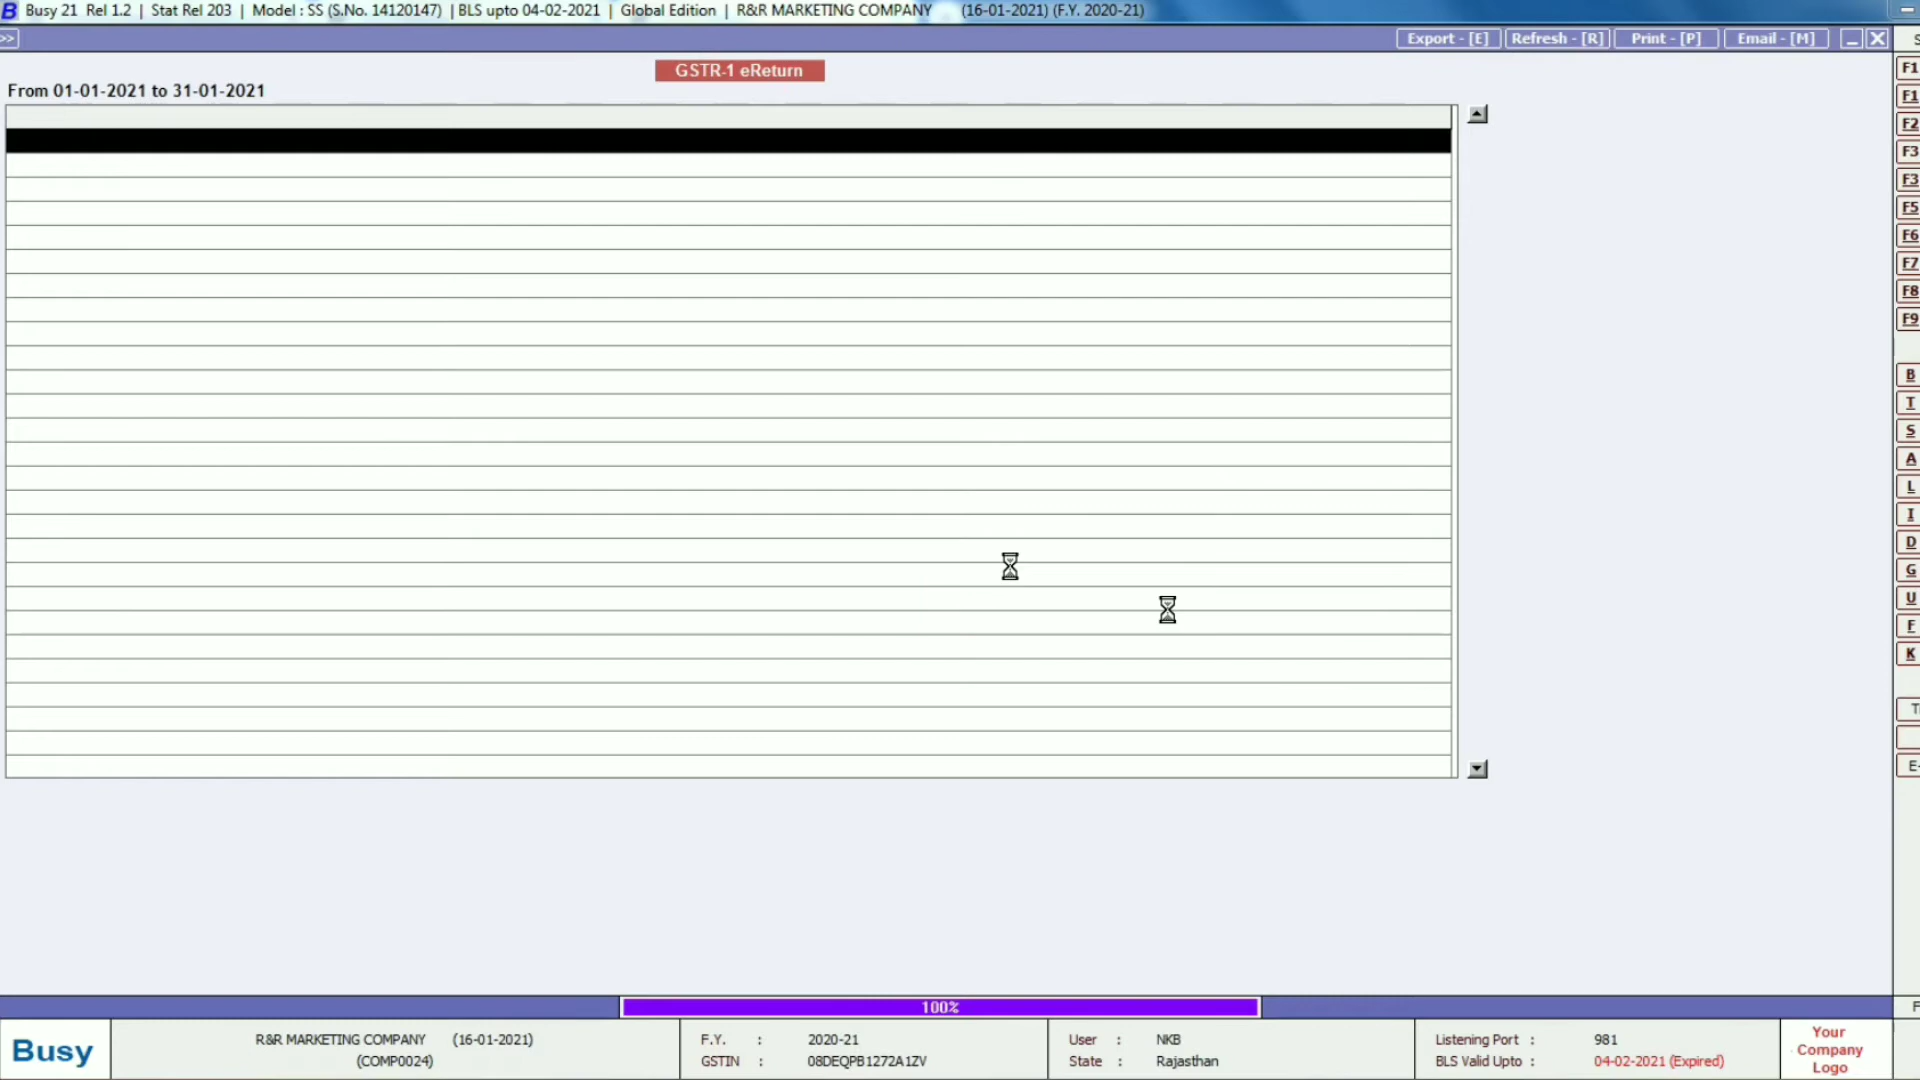 B Busy 21 Rel 1.2 | Stat Rel 203 | Model : SS (S.No. 14120147) | BLS upto 04-02-2021 | Global Edition | R&R MARKETING COMPANY (16-01-2021) (F.Y. 2020-21)
>> Export - [E] Refresh - [R] Print - [P] Email - [M]
GSTR-1 eReturn
From 01-01-2021 to 31-01-2021
F1
F1
F2
F3
F3
F5
F6
F7
F8
F9
B
T
S
A
L
I
D
G
U
F
K
E-
100%
Busy
R&R MARKETING COMPANY (16-01-2021)
(COMP0024)
F.Y. : 2020-21
GSTIN : 08DEQPB1272A1ZV
User : NKB
State : Rajasthan
Listening Port : 981
BLS Valid Upto : 04-02-2021 (Expired)
Your
Company
Logo